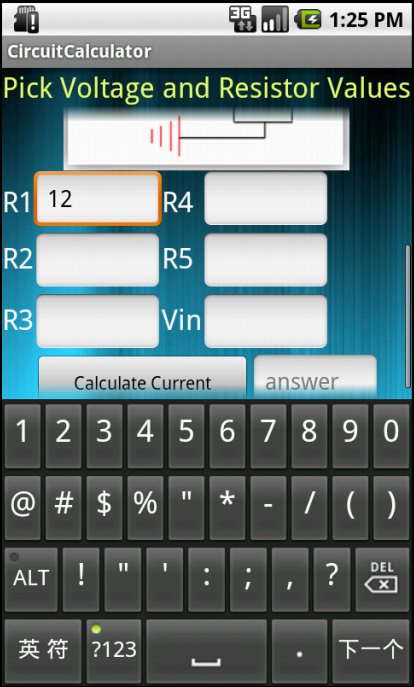 3G 1:25 PM
CircuitCalculator
Pick Voltage and Resistor Values
R1 12 R4
R2 R5
R3 Vin
Calculate Current answer
1 2 3 4 5 6 7 8 9 0
@ # $ % " * - / ( )
ALT ! " ' : ; , ? DEL
英 符 ?123 . 下一个